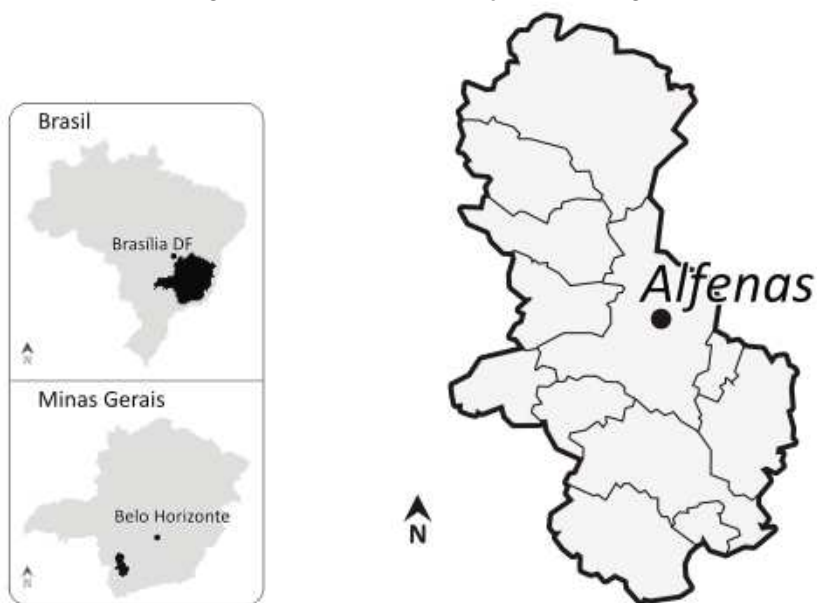 Brasil
Brasília DF
N
Minas Gerais
Belo Horizonte
N
Alfenas
N